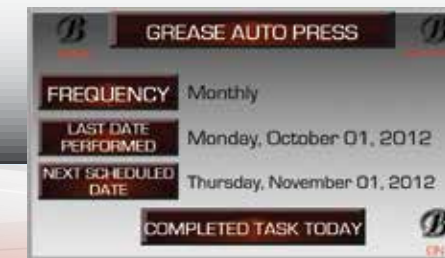 B
GREASE AUTO PRESS
B
FREQUENCY Monthly
LAST DATE
PERFORMED
Monday, October 01, 2012
NEXT SCHEDULED
DATE
Thursday, November 01, 2012
COMPLETED TASK TODAY
B